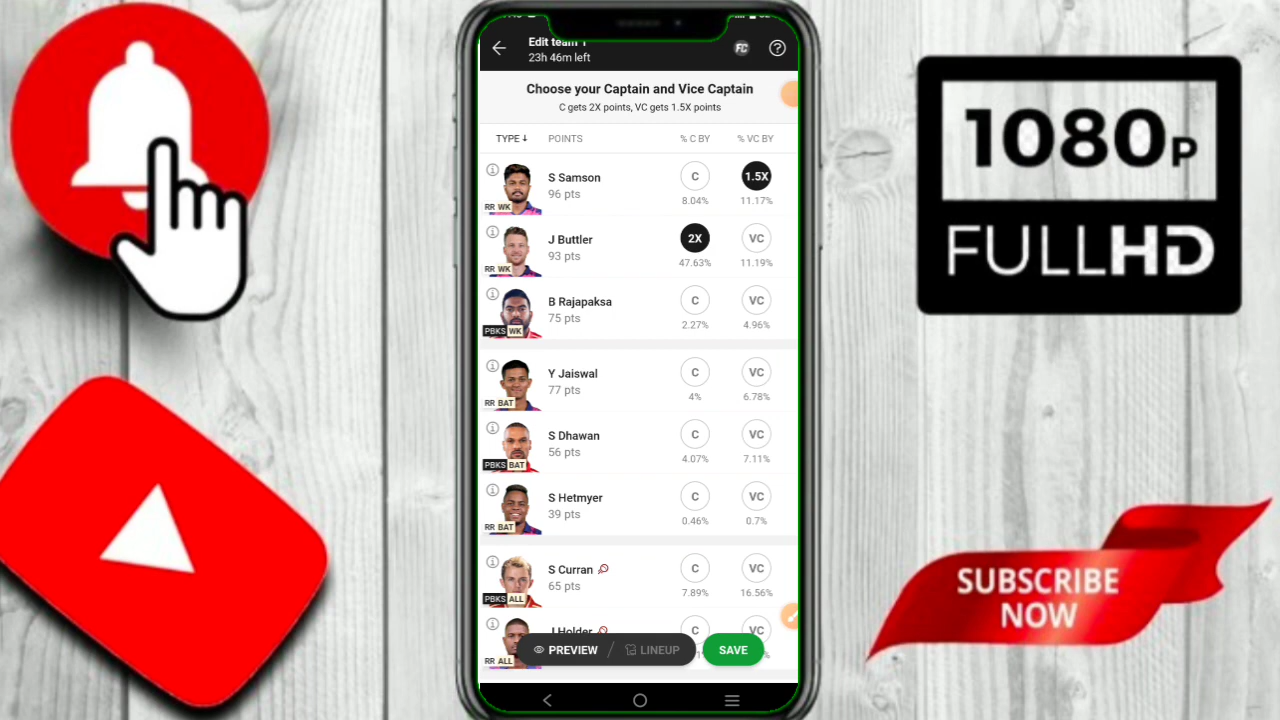 Edit team 1
23h 46m left
FC
Choose your Captain and Vice Captain
C gets 2X points, VC gets 1.5X points
TYPE↓ POINTS % C BY % VC BY
S Samson
96 pts
RR WK
C
8.04%
1.5X
11.17%
J Buttler
93 pts
RR WK
2X
47.63%
VC
11.19%
B Rajapaksa
75 pts
PBKS WK
C
2.27%
VC
4.96%
Y Jaiswal
77 pts
RR BAT
C
4%
VC
6.78%
S Dhawan
56 pts
PBKS BAT
C
4.07%
VC
7.11%
S Hetmyer
39 pts
RR BAT
C
0.46%
VC
0.7%
S Curran
65 pts
PBKS ALL
C
7.89%
VC
16.56%
J Holder
RR ALL
C
VC
PREVIEW / LINEUP
SAVE
1080p
FULLHD
SUBSCRIBE
NOW